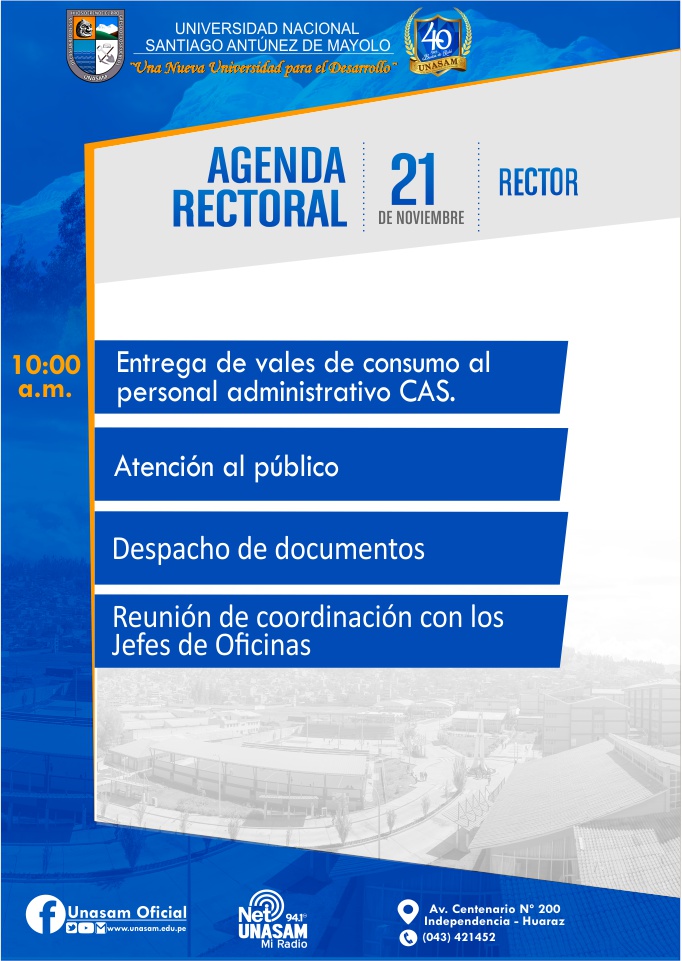 UNIVERSIDAD NACIONAL
SANTIAGO ANTÚNEZ DE MAYOLO
"Una Nueva Universidad para el Desarrollo"
UNASAM
40
UNASAM
AGENDA
RECTORAL
21
DE NOVIEMBRE
RECTOR
10:00
a.m.
Entrega de vales de consumo al
personal administrativo CAS.
Atención al público
Despacho de documentos
Reunión de coordinación con los
Jefes de Oficinas
Unasam Oficial
www.unasam.edu.pe
Net 94.1
UNASAM
Mi Radio
Av. Centenario N° 200
Independencia - Huaraz
(043) 421452